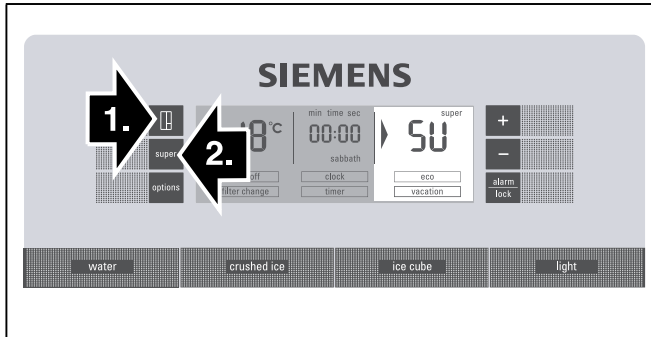 SIEMENS
1.
super
2.
options
8°C
min time sec
00:00
sabbath
super
SU
off
clock
eco
filter change
timer
vacation
+
−
alarm
lock
water
crushed ice
ice cube
light